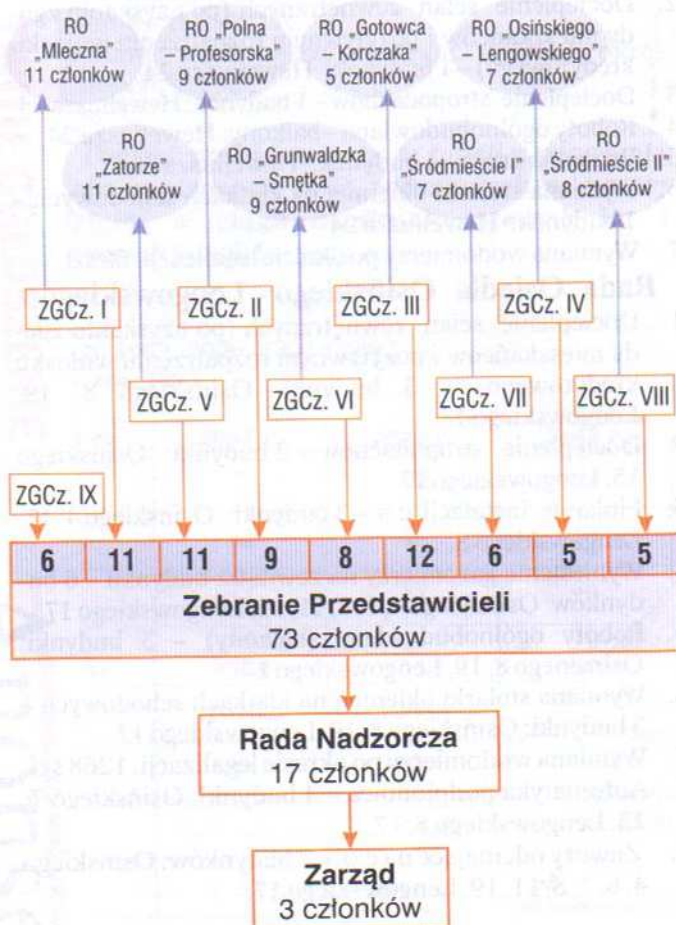 RO
„Mleczna”
11 członków
RO „Polna
– Profesorska”
9 członków
RO „Gotowca
– Korczaka”
5 członków
RO „Osińskiego
– Lengowskiego”
7 członków
RO
„Zatorze”
11 członków
RO
„Grunwaldzka
– Smętka”
9 członków
RO
„Śródmieście I”
7 członków
RO
„Śródmieście II”
8 członków
ZGCz. I
ZGCz. II
ZGCz. III
ZGCz. IV
ZGCz. V
ZGCz. VI
ZGCz. VII
ZGCz. VIII
ZGCz. IX
6 11 11 9 8 12 6 5 5
Zebranie Przedstawicieli
73 członków
Rada Nadzorcza
17 członków
Zarząd
3 członków